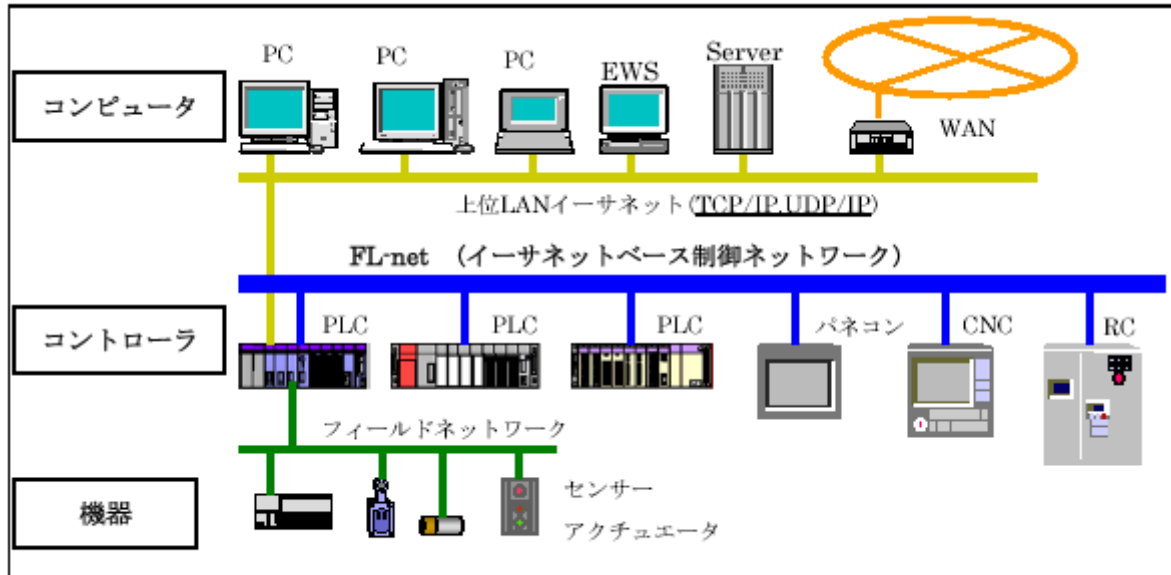 PC
PC
PC
EWS
Server
コンピュータ
WAN
上位LANイーサネット(TCP/IP,UDP/IP)
FL-net （イーサネットベース制御ネットワーク）
コントローラ
PLC
PLC
PLC
パネコン
CNC
RC
フィールドネットワーク
機器
センサー
アクチュエータ